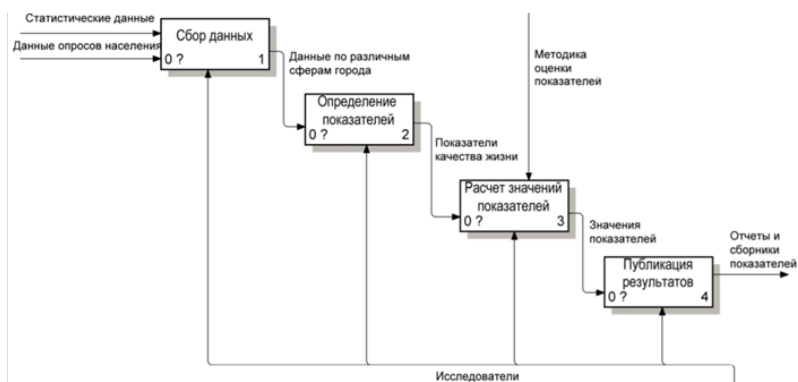 Статистические данные
Данные опросов населения
Сбор данных
0 ?
1
Данные по различным
сферам города
Методика
оценки
показателей
Определение
показателей
0 ?
2
Показатели
качества жизни
Расчет значений
показателей
0 ?
3
Значения
показателей
Отчеты и
сборники
показателей
Публикация
результатов
0 ?
4
Исследователи